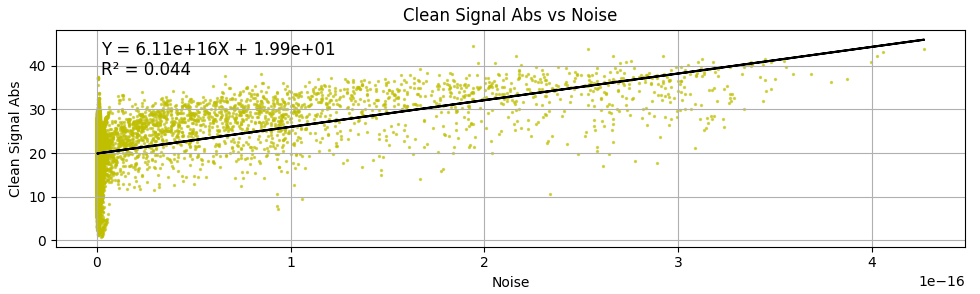 Clean Signal Abs vs Noise
Y = 6.11e+16X + 1.99e+01
R² = 0.044
Clean Signal Abs
40
30
20
10
0
0 1 2 3 4
1e−16
Noise